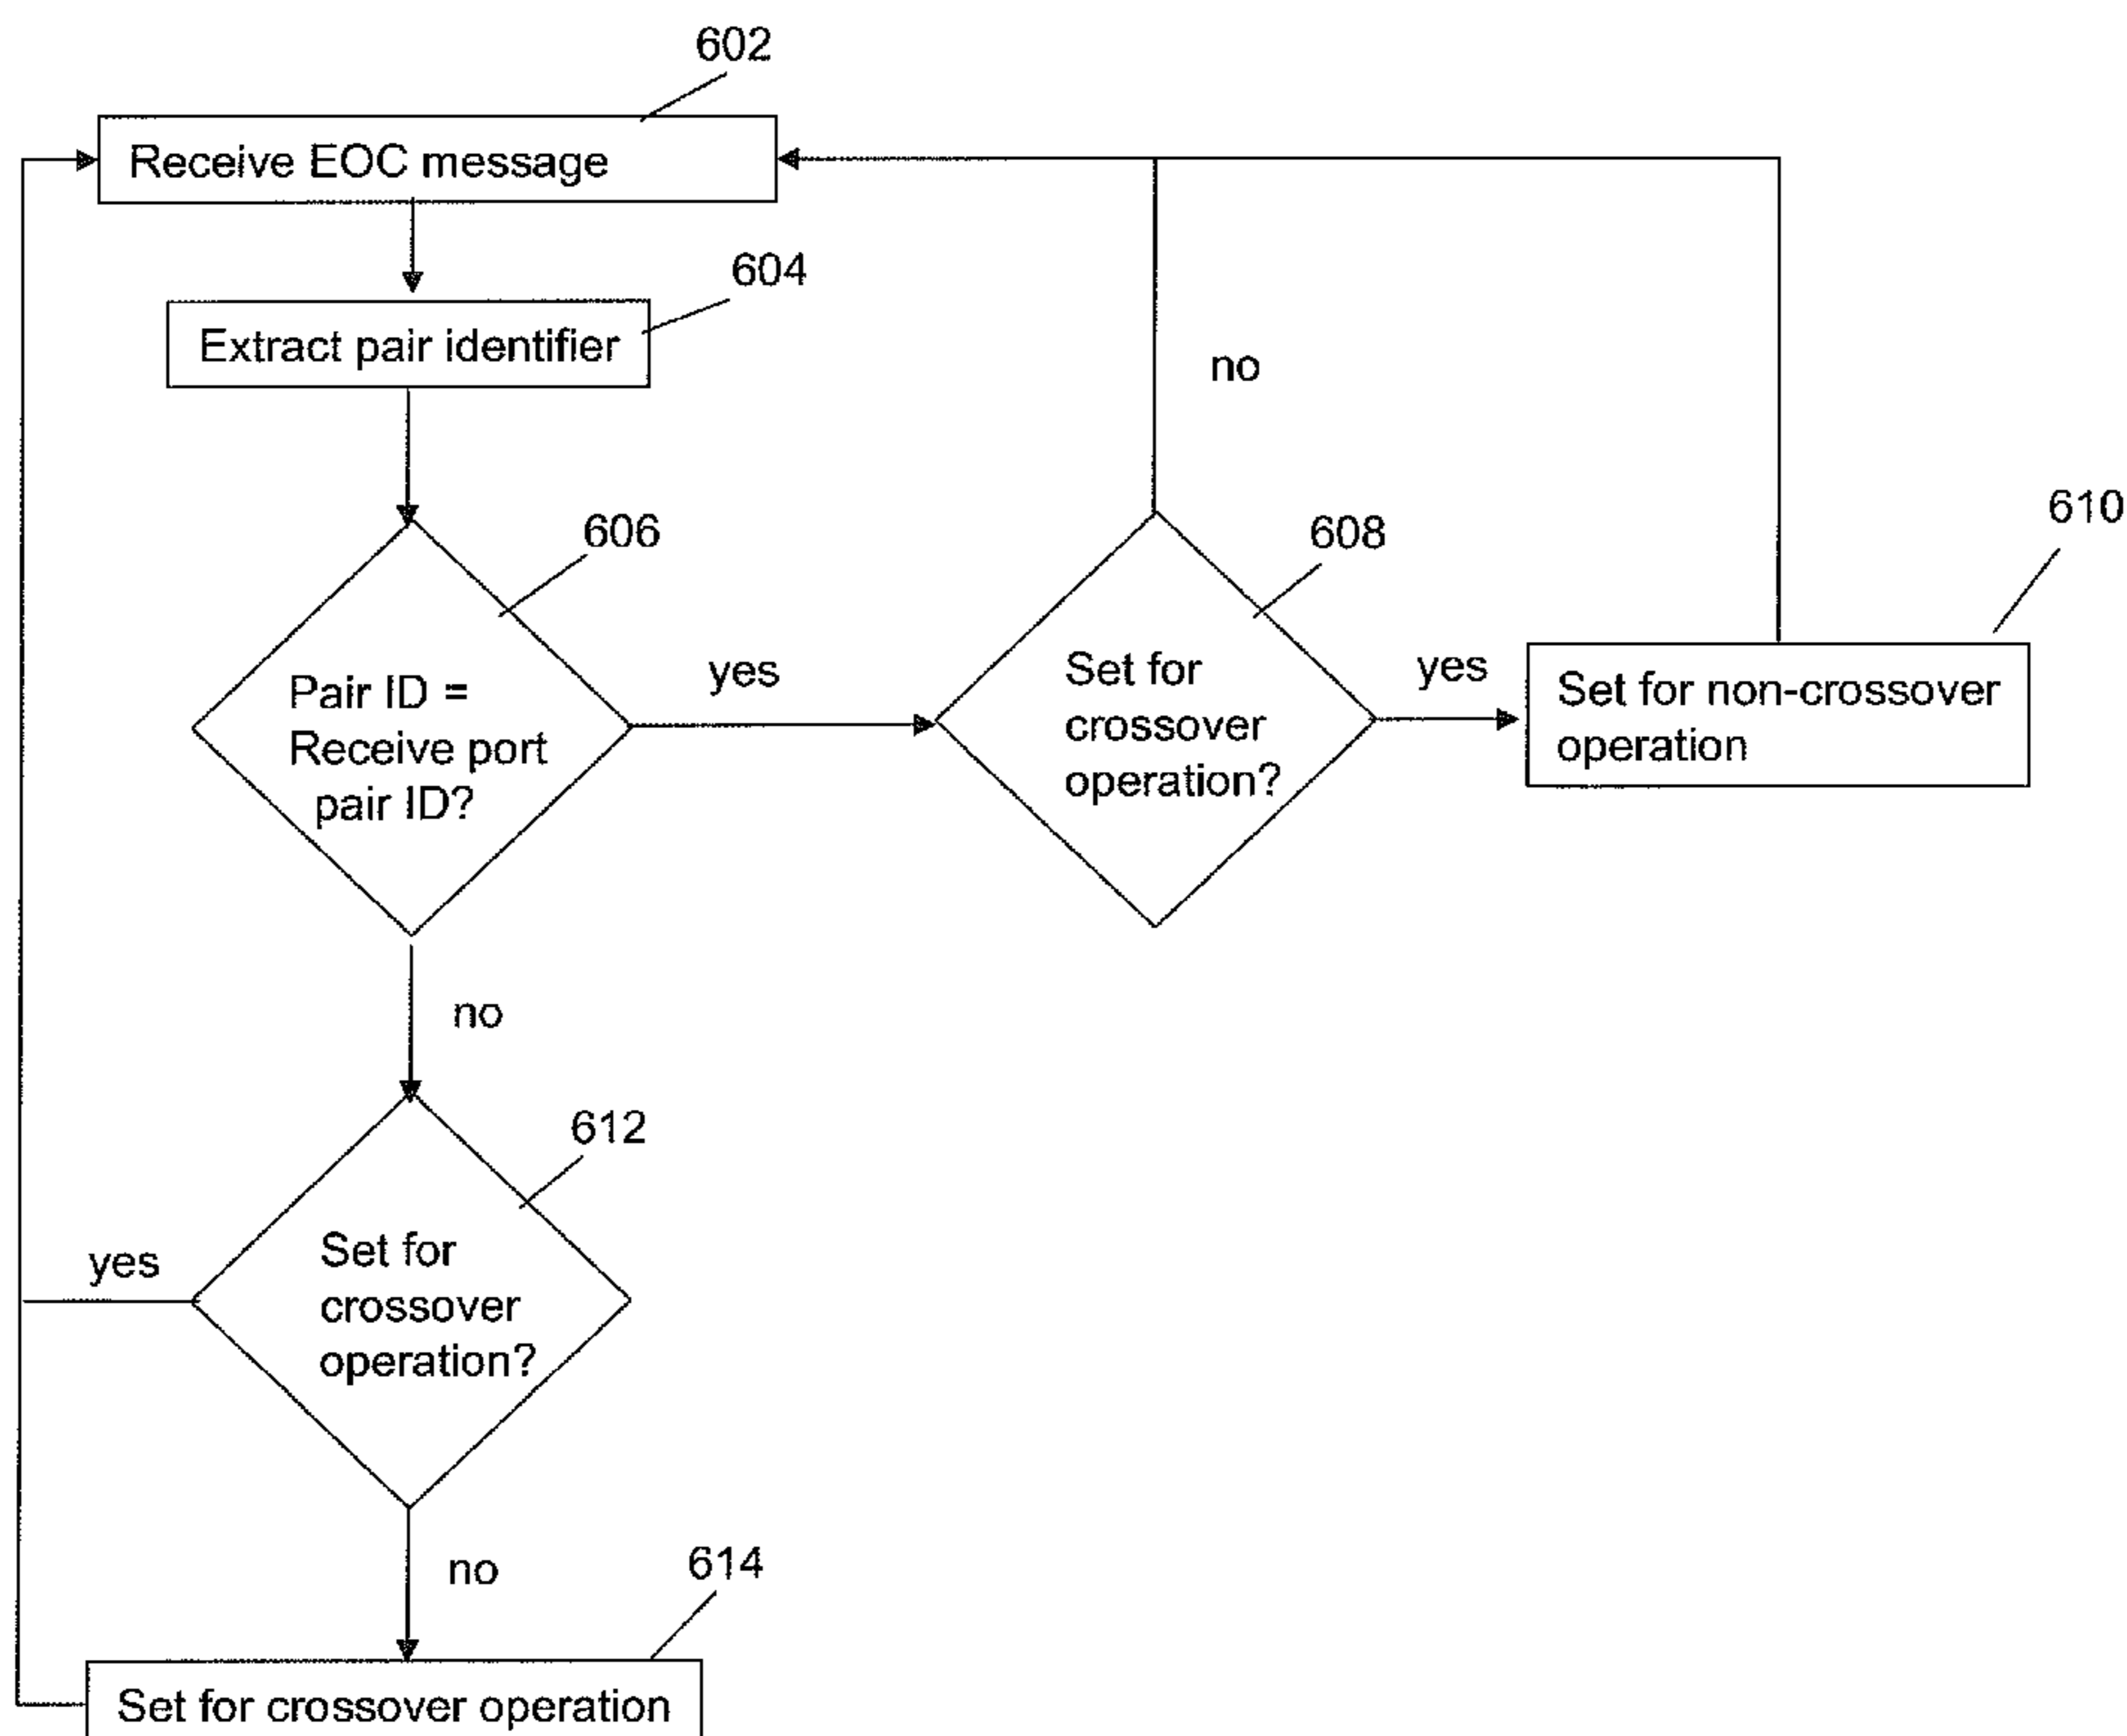 602
Receive EOC message
604
Extract pair identifier
no
606
608
610
Pair ID =
Receive port
pair ID?
yes
Set for
crossover
operation?
yes
Set for non-crossover
operation
no
612
yes
Set for
crossover
operation?
no
614
Set for crossover operation